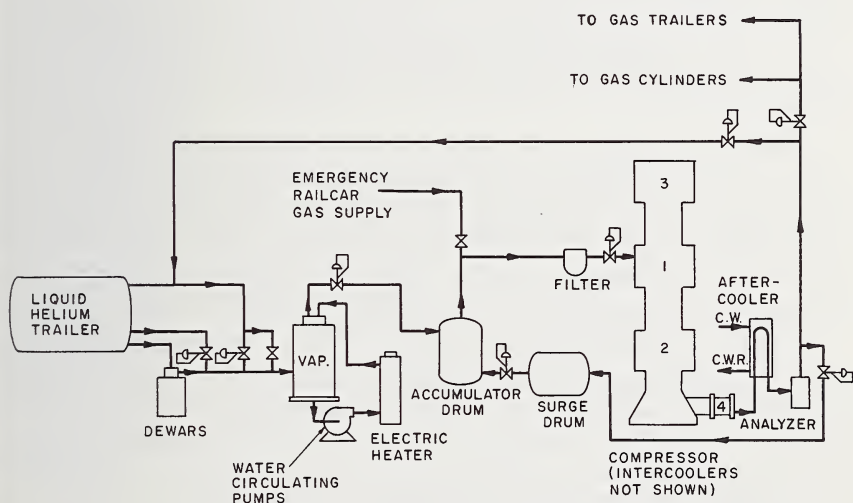 TO GAS TRAILERS
TO GAS CYLINDERS
EMERGENCY
RAILCAR
GAS SUPPLY
3
FILTER
1
AFTER-
COOLER
C.W.
LIQUID
HELIUM
TRAILER
VAP.
2
C.W.R.
ACCUMULATOR
DRUM
SURGE
DRUM
4
ANALYZER
DEWARS
ELECTRIC
HEATER
WATER
CIRCULATING
PUMPS
COMPRESSOR
(INTERCOOLERS
NOT SHOWN)